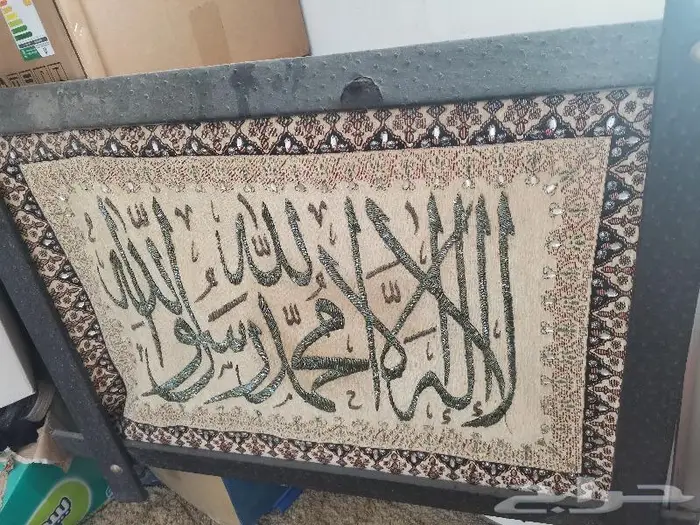 لا إله إلا الله محمد رسول الله
حراج